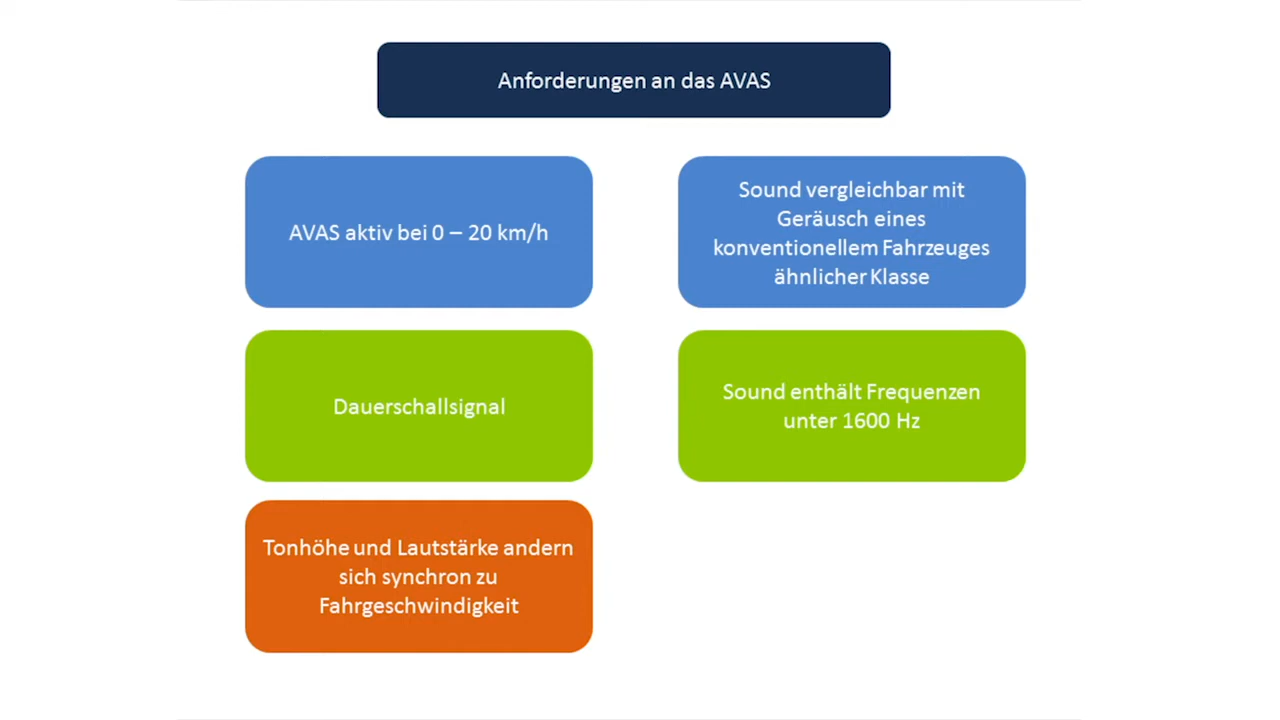 Anforderungen an das AVAS
AVAS aktiv bei 0 – 20 km/h
Sound vergleichbar mit
Geräusch eines
konventionellem Fahrzeuges
ähnlicher Klasse
Dauerschallsignal
Sound enthält Frequenzen
unter 1600 Hz
Tonhöhe und Lautstärke andern
sich synchron zu
Fahrgeschwindigkeit